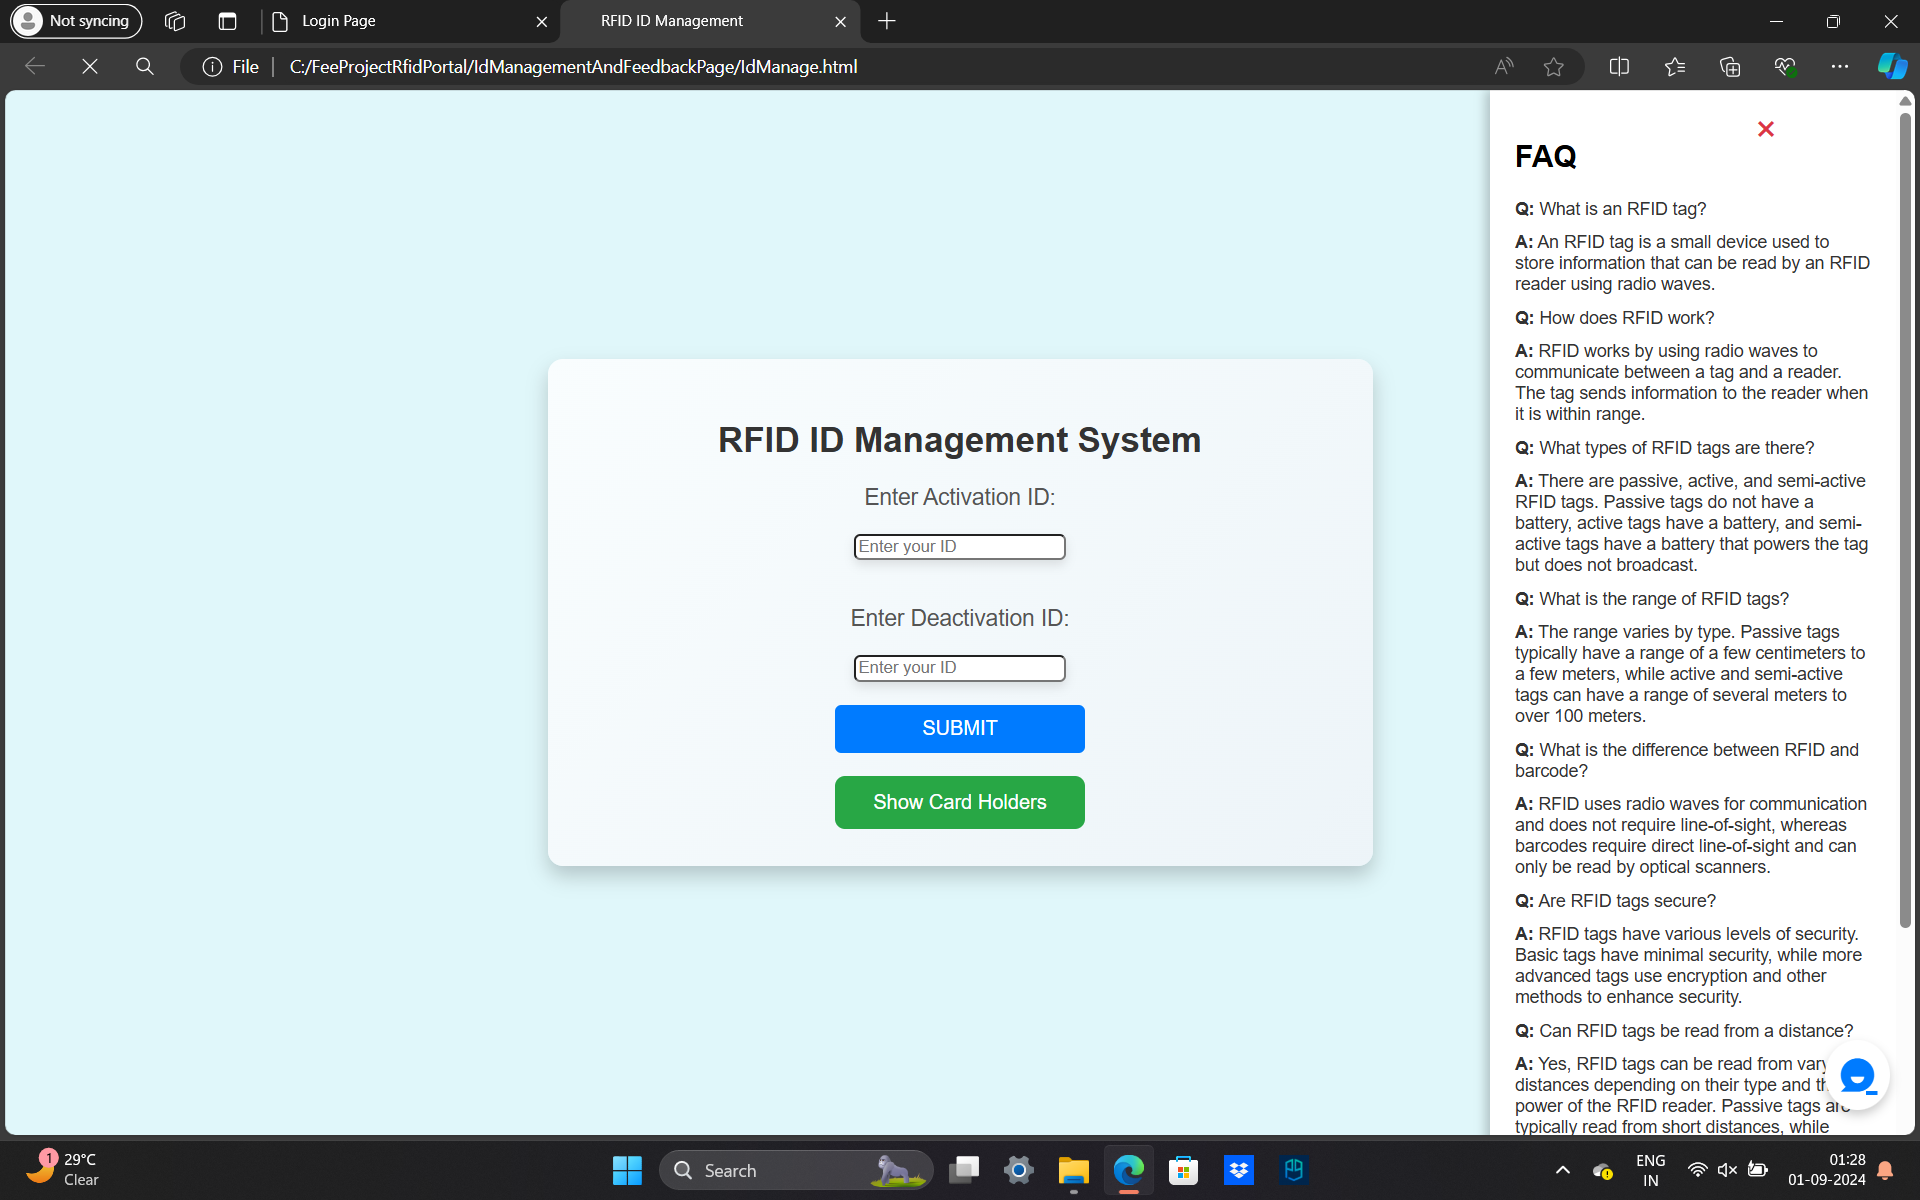 Not syncing
Login Page
RFID ID Management
File
C:/FeeProjectRfidPortal/IdManagementAndFeedbackPage/IdManage.html
RFID ID Management System
Enter Activation ID:
Enter your ID
Enter Deactivation ID:
Enter your ID
SUBMIT
Show Card Holders
FAQ
Q: What is an RFID tag?
A: An RFID tag is a small device used to
store information that can be read by an RFID
reader using radio waves.
Q: How does RFID work?
A: RFID works by using radio waves to
communicate between a tag and a reader.
The tag sends information to the reader when
it is within range.
Q: What types of RFID tags are there?
A: There are passive, active, and semi-active
RFID tags. Passive tags do not have a
battery, active tags have a battery, and semi-
active tags have a battery that powers the tag
but does not broadcast.
Q: What is the range of RFID tags?
A: The range varies by type. Passive tags
typically have a range of a few centimeters to
a few meters, while active and semi-active
tags can have a range of several meters to
over 100 meters.
Q: What is the difference between RFID and
barcode?
A: RFID uses radio waves for communication
and does not require line-of-sight, whereas
barcodes require direct line-of-sight and can
only be read by optical scanners.
Q: Are RFID tags secure?
A: RFID tags have various levels of security.
Basic tags have minimal security, while more
advanced tags use encryption and other
methods to enhance security.
Q: Can RFID tags be read from a distance?
A: Yes, RFID tags can be read from
distances depending on their type and
power of the RFID reader. Passive tags are
typically read from short distances, while
1
29°C
Clear
Search
ENG
IN
01:28
01-09-2024